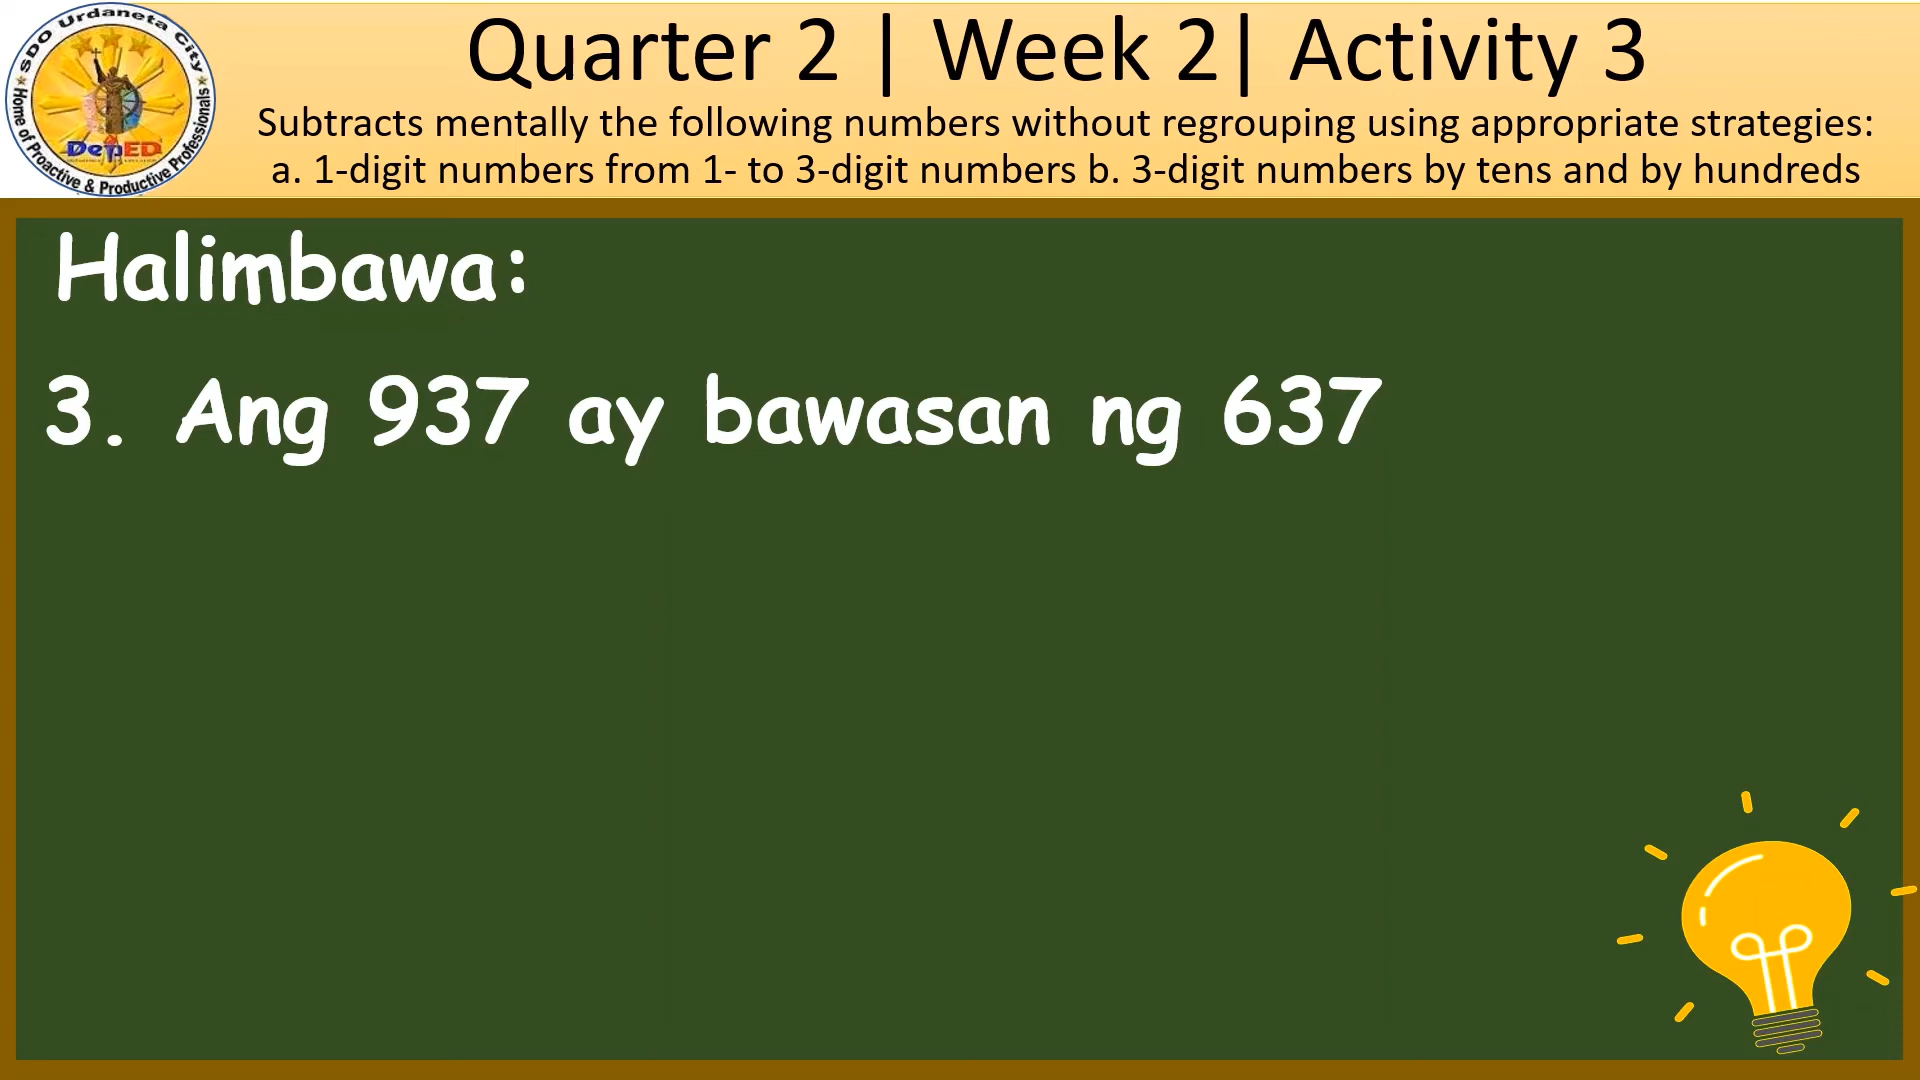 SDO Urdaneta City
Home of Proactive & Productive Professionals
DepED
Quarter 2 | Week 2| Activity 3
Subtracts mentally the following numbers without regrouping using appropriate strategies:
a. 1-digit numbers from 1- to 3-digit numbers b. 3-digit numbers by tens and by hundreds
Halimbawa:
3. Ang 937 ay bawasan ng 637